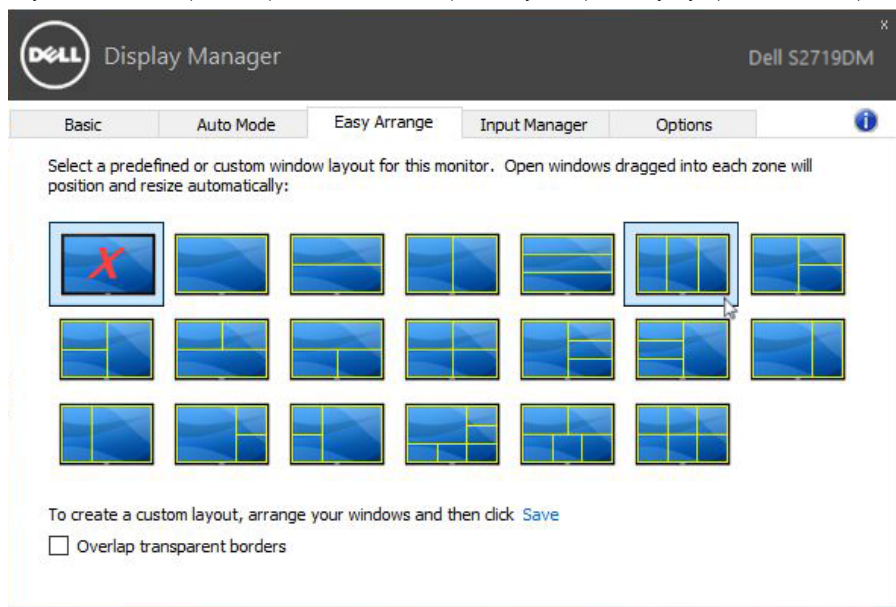 DELL
Display Manager
x
Dell S2719DM
Basic
Auto Mode
Easy Arrange
Input Manager
Options
i
Select a predefined or custom window layout for this monitor. Open windows dragged into each zone will
position and resize automatically:
X
To create a custom layout, arrange your windows and then click Save
Overlap transparent borders